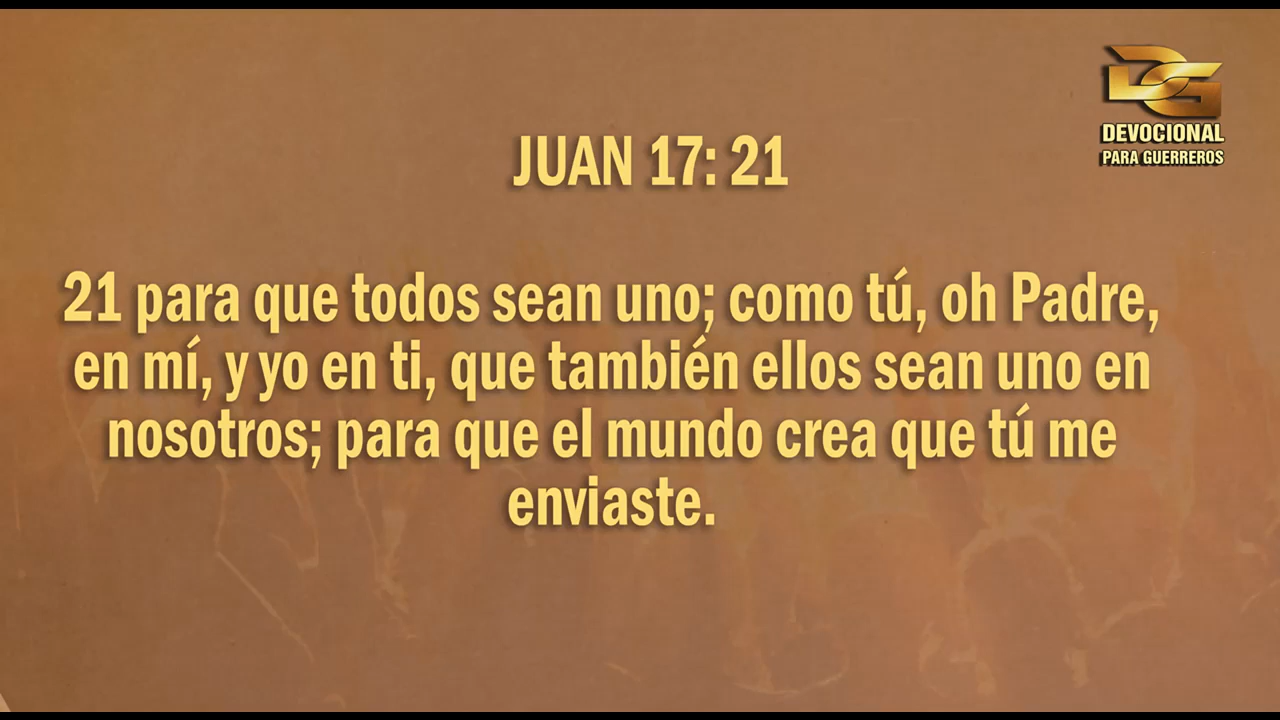 DG
DEVOCIONAL
PARA GUERREROS
JUAN 17: 21
21 para que todos sean uno; como tú, oh Padre,
en mí, y yo en ti, que también ellos sean uno en
nosotros; para que el mundo crea que tú me
enviaste.